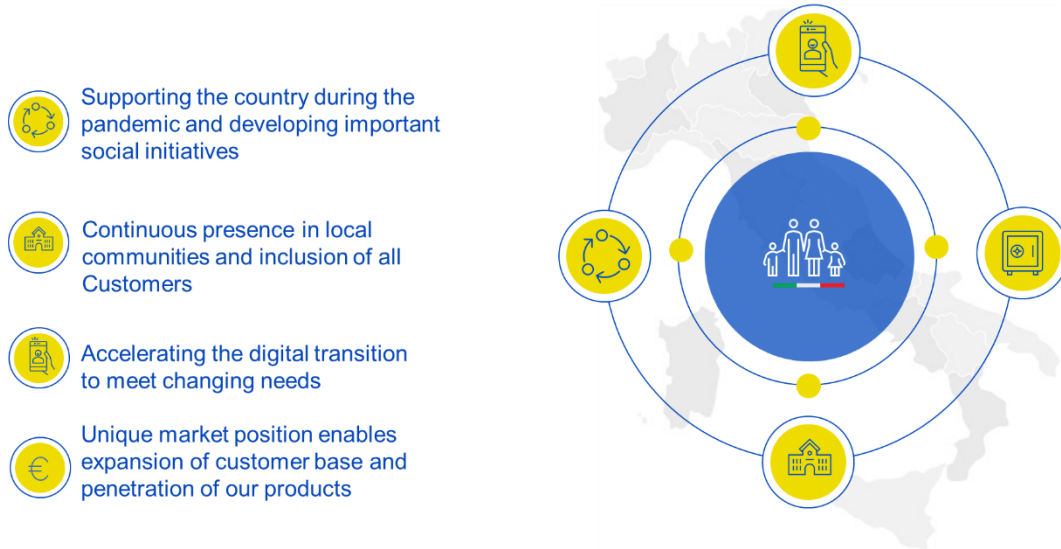 Supporting the country during the
pandemic and developing important
social initiatives
Continuous presence in local
communities and inclusion of all
Customers
Accelerating the digital transition
to meet changing needs
Unique market position enables
expansion of customer base and
penetration of our products
€